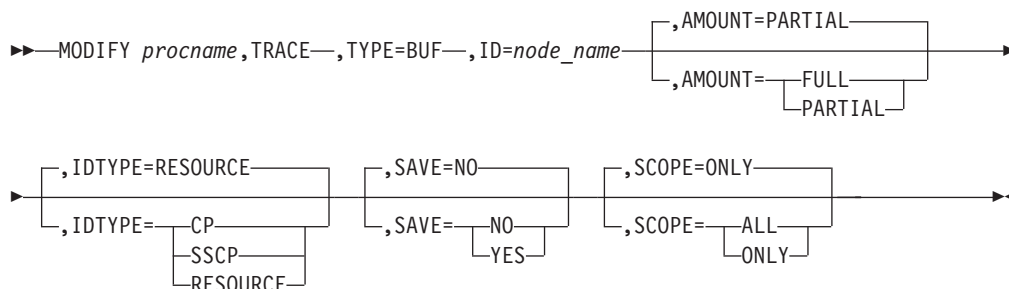 ,AMOUNT=PARTIAL
MODIFY procname,TRACE ,TYPE=BUF ,ID=node_name
,AMOUNT= FULL
PARTIAL
,IDTYPE=RESOURCE ,SAVE=NO ,SCOPE=ONLY
,IDTYPE= CP ,SAVE= NO ,SCOPE= ALL
SSCP YES ONLY
RESOURCE